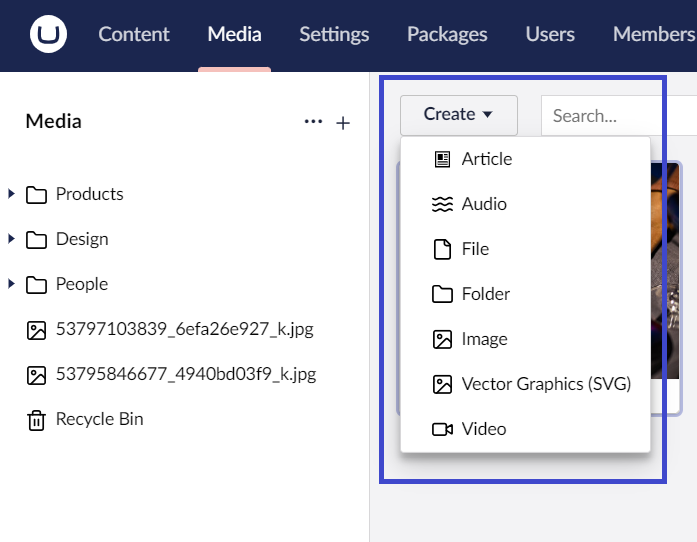 Content Media Settings Packages Users Members
Media
Products
Design
People
53797103839_6efa26e927_k.jpg
53795846677_4940bd03f9_k.jpg
Recycle Bin
Create
Search...
Article
Audio
File
Folder
Image
Vector Graphics (SVG)
Video